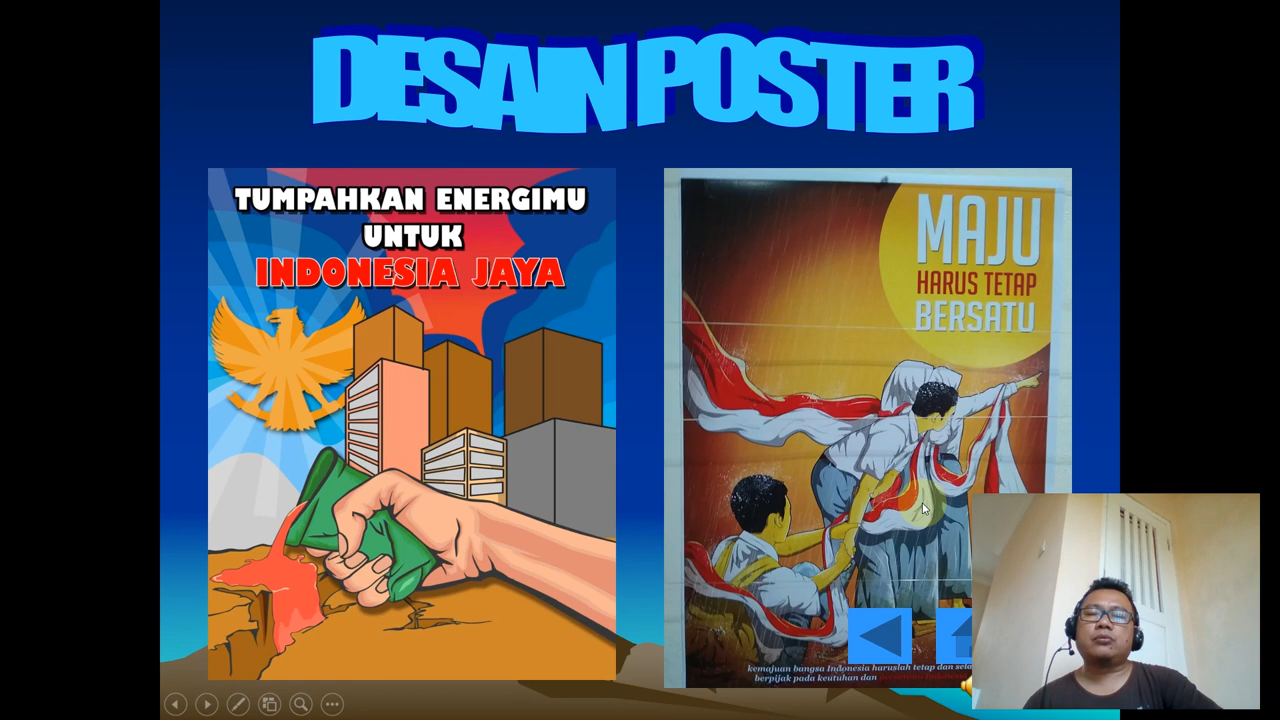 DESAIN POSTER
TUMPAHKAN ENERGIMU
UNTUK
INDONESIA JAYA
MAJU
HARUS TETAP
BERSATU
kemajuan bangsa Indonesia haruslah tetap dan
berpijak pada keutuhan dan